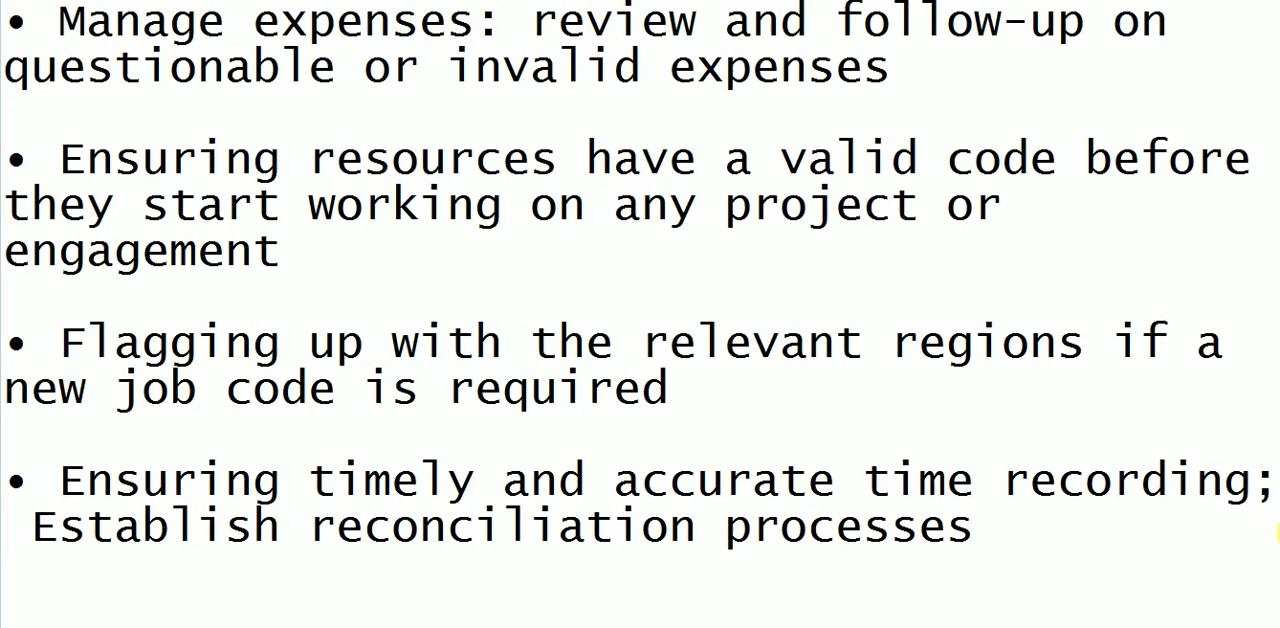 • Manage expenses: review and follow-up on
questionable or invalid expenses
• Ensuring resources have a valid code before
they start working on any project or
engagement
• Flagging up with the relevant regions if a
new job code is required
• Ensuring timely and accurate time recording;
Establish reconciliation processes